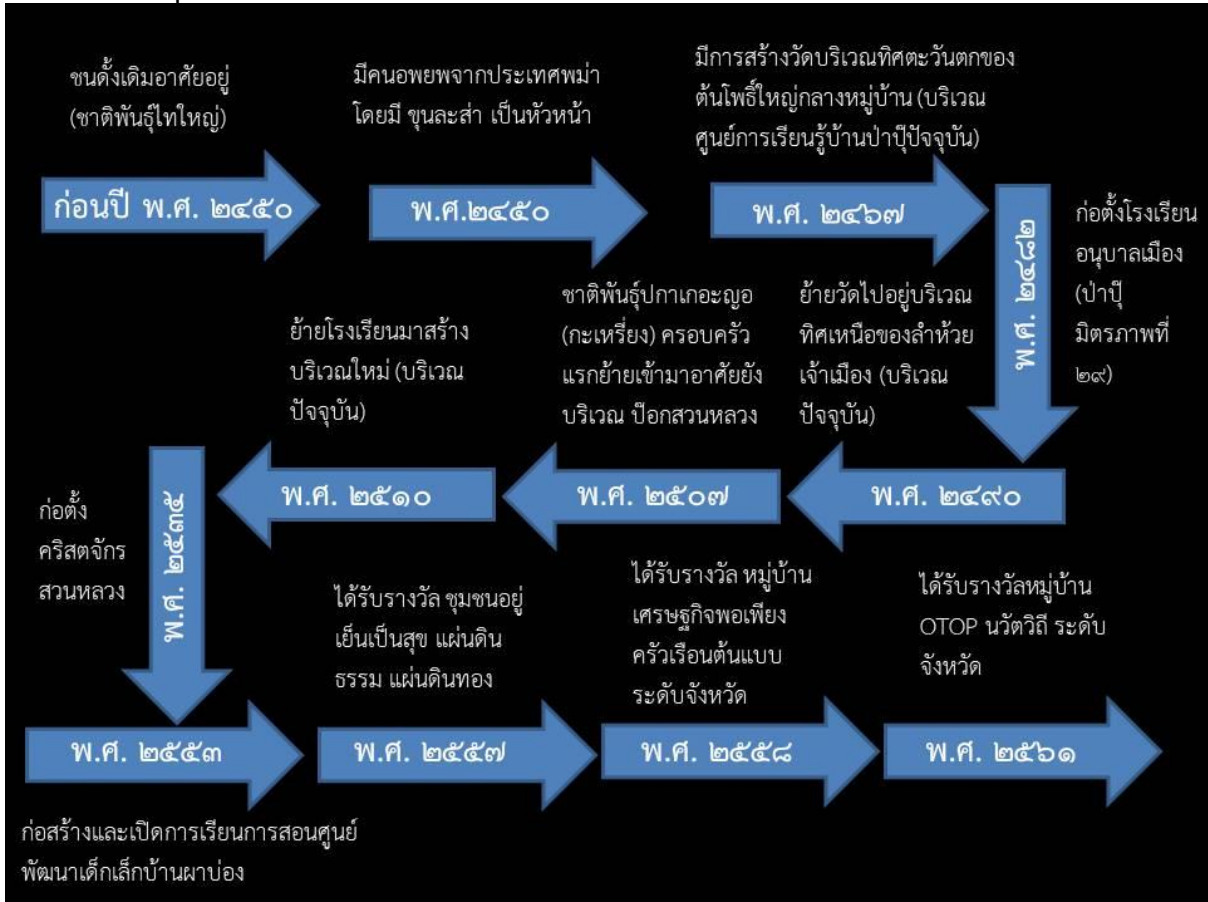 ชนดั้งเดิมอาศัยอยู่
(ชาติพันธุ์ไทใหญ่)
ก่อนปี พ.ศ. ๒๔๕๐
มีคนอพยพจากประเทศพม่า
โดยมี ขุนละส่า เป็นหัวหน้า
พ.ศ.๒๔๕๐
มีการสร้างวัดบริเวณทิศตะวันตกของ
ต้นโพธิ์ใหญ่กลางหมู่บ้าน (บริเวณ
ศูนย์การเรียนรู้บ้านป่าปุ๊ปัจจุบัน)
พ.ศ. ๒๔๖๗
พ.ศ. ๒๔๘๒
ก่อตั้งโรงเรียน
อนุบาลเมือง
(ป่าปุ๊
มิตรภาพที่
๒๙)
ย้ายวัดไปอยู่บริเวณ
ทิศเหนือของลำห้วย
เจ้าเมือง (บริเวณ
ปัจจุบัน)
พ.ศ. ๒๔๙๐
ชาติพันธุ์ปกาเกอะญอ
(กะเหรี่ยง) ครอบครัว
แรกย้ายเข้ามาอาศัยยัง
บริเวณ ป๊อกสวนหลวง
พ.ศ. ๒๕๐๗
ย้ายโรงเรียนมาสร้าง
บริเวณใหม่ (บริเวณ
ปัจจุบัน)
พ.ศ. ๒๕๑๐
ก่อตั้ง
คริสตจักร
สวนหลวง
พ.ศ. ๒๕๓๕
พ.ศ. ๒๕๕๓
ก่อสร้างและเปิดการเรียนการสอนศูนย์
พัฒนาเด็กเล็กบ้านผาบ่อง
ได้รับรางวัล ชุมชนอยู่
เย็นเป็นสุข แผ่นดิน
ธรรม แผ่นดินทอง
พ.ศ. ๒๕๕๗
ได้รับรางวัล หมู่บ้าน
เศรษฐกิจพอเพียง
ครัวเรือนต้นแบบ
ระดับจังหวัด
พ.ศ. ๒๕๕๘
ได้รับรางวัลหมู่บ้าน
OTOP นวัตวิถี ระดับ
จังหวัด
พ.ศ. ๒๕๖๑